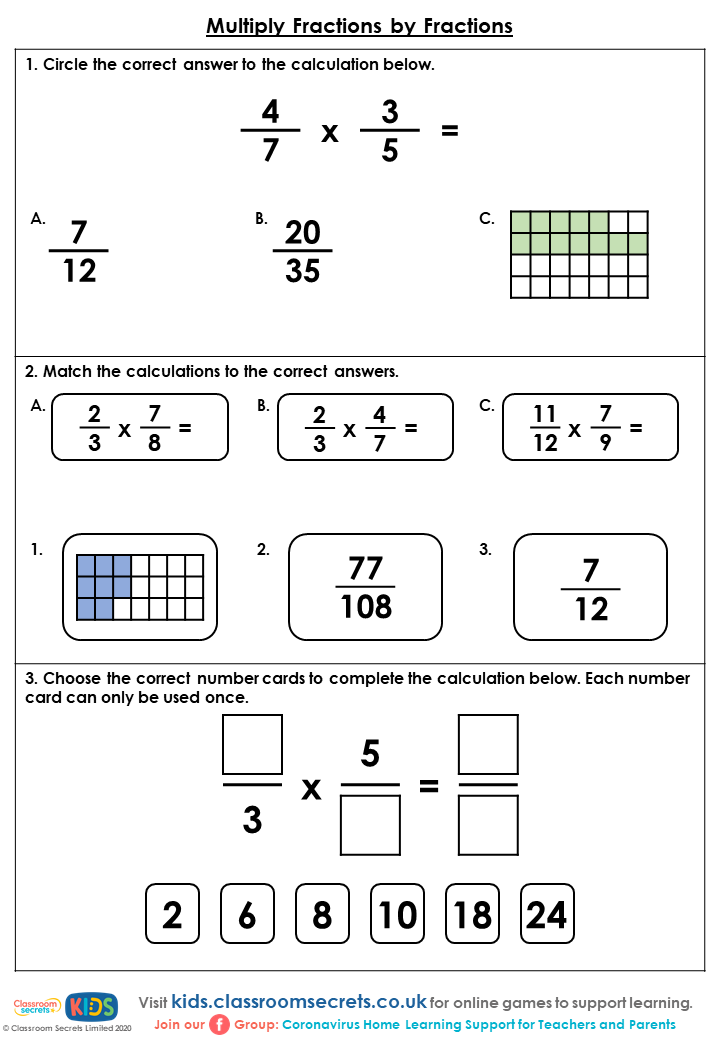 Multiply Fractions by Fractions
1. Circle the correct answer to the calculation below.
4/7 x 3/5 =
A. 7/12 B. 20/35 C.
2. Match the calculations to the correct answers.
A. 2/3 x 7/8 = B. 2/3 x 4/7 = C. 11/12 x 7/9 =
1. 2. 77/108 3. 7/12
3. Choose the correct number cards to complete the calculation below. Each number
card can only be used once.
/3 x 5/ =
2 6 8 10 18 24
Classroom Secrets KIDS
© Classroom Secrets Limited 2020
Visit kids.classroomsecrets.co.uk for online games to support learning.
Join our f Group: Coronavirus Home Learning Support for Teachers and Parents